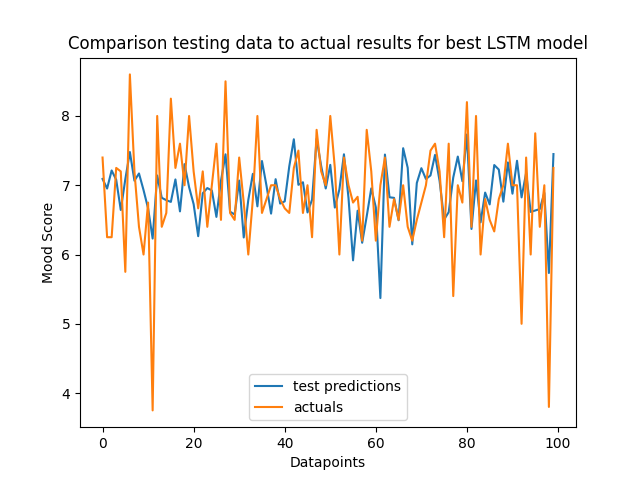 Comparison testing data to actual results for best LSTM model
Mood Score
8
7
6
5
4
test predictions
actuals
0
20
40
60
80
100
Datapoints